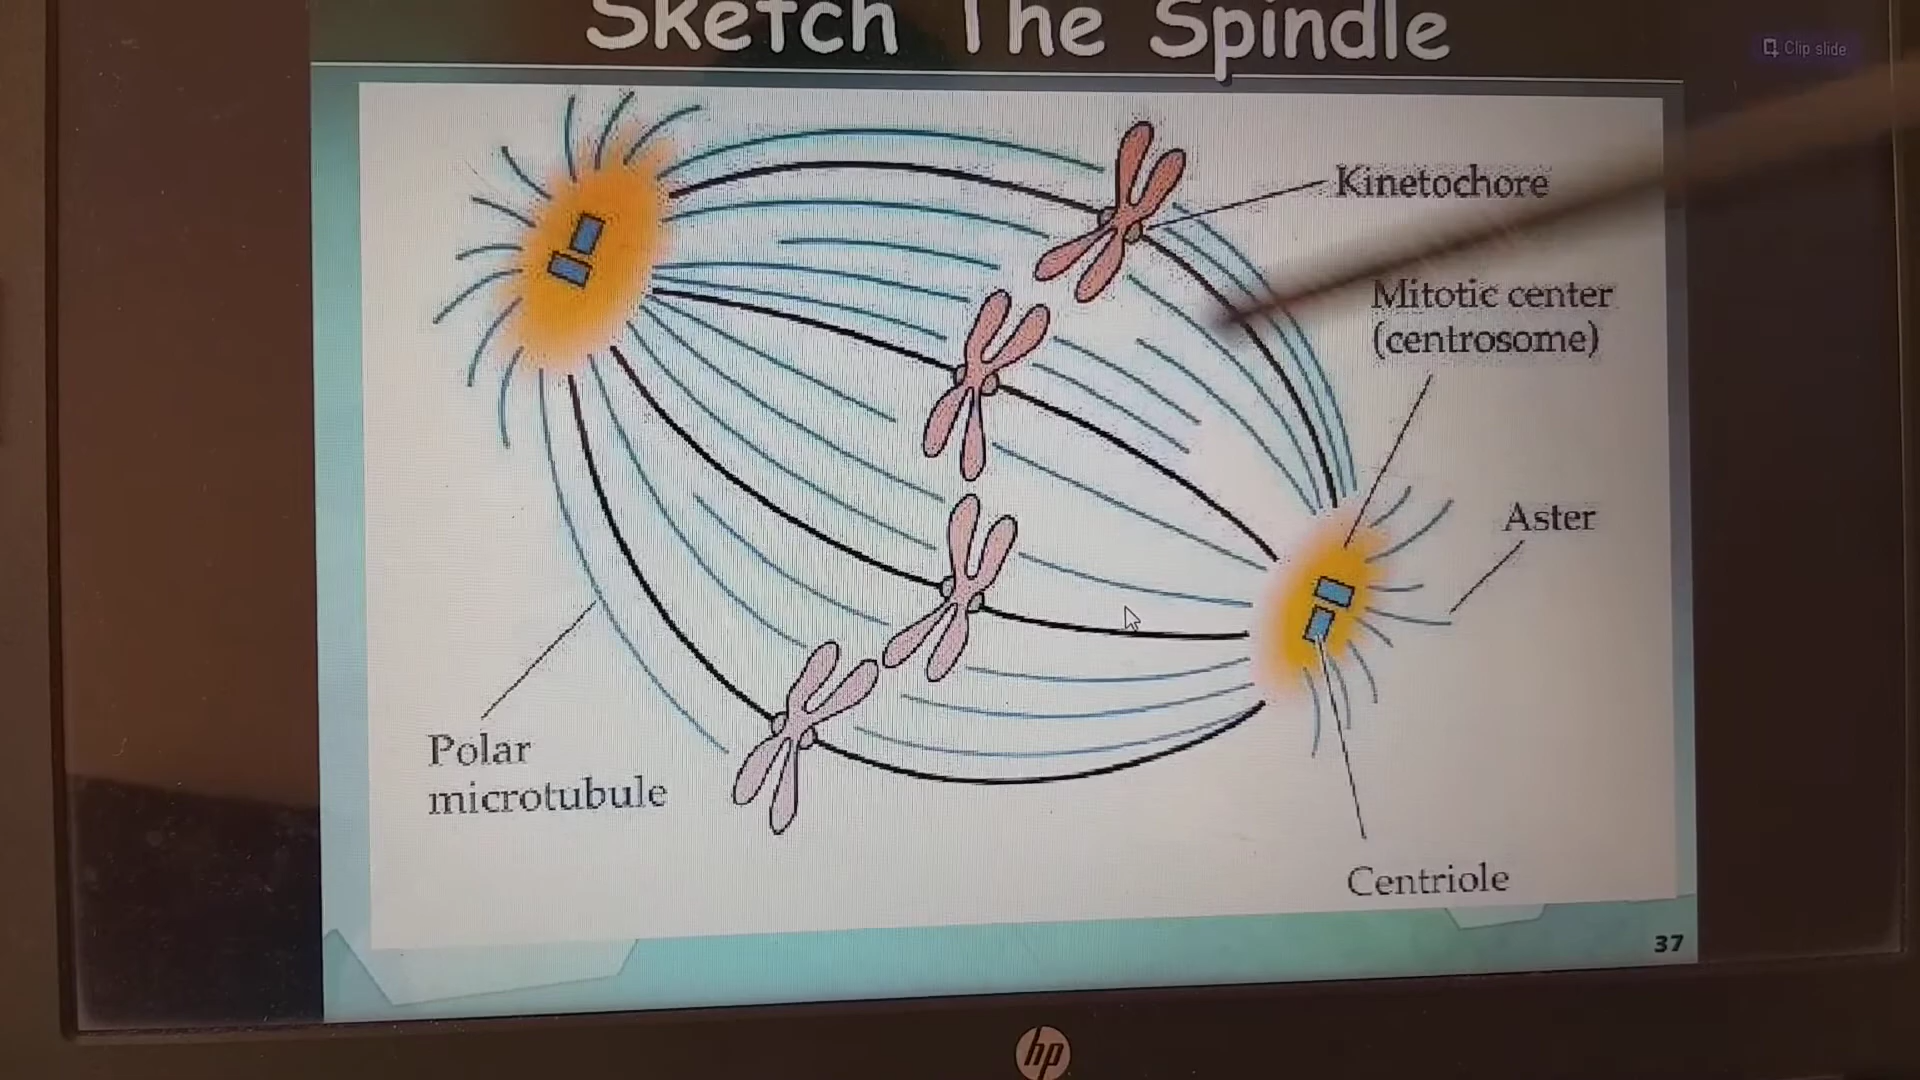 Sketch The Spindle
Clip slide
Kinetochore
Mitotic center
(centrosome)
Aster
Polar
microtubule
Centriole
37
hp